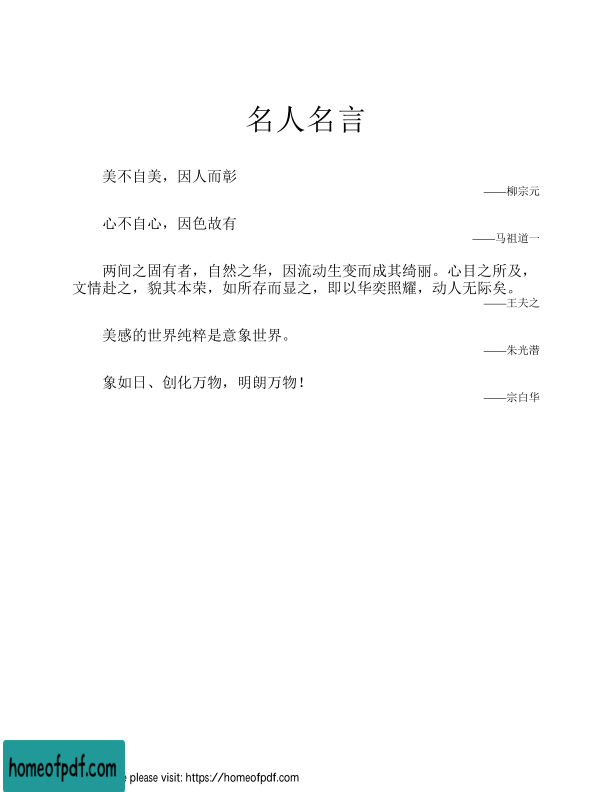 名人名言
美不自美，因人而彰
——柳宗元
心不自心，因色故有
——马祖道一
两间之固有者，自然之华，因流动生变而成其绮丽。心目之所及，
文情赴之，貌其本荣，如所存而显之，即以华奕照耀，动人无际矣。
——王夫之
美感的世界纯粹是意象世界。
——朱光潜
象如日、创化万物，明朗万物！
——宗白华
homeofpdf.com
e please visit: https://homeofpdf.com